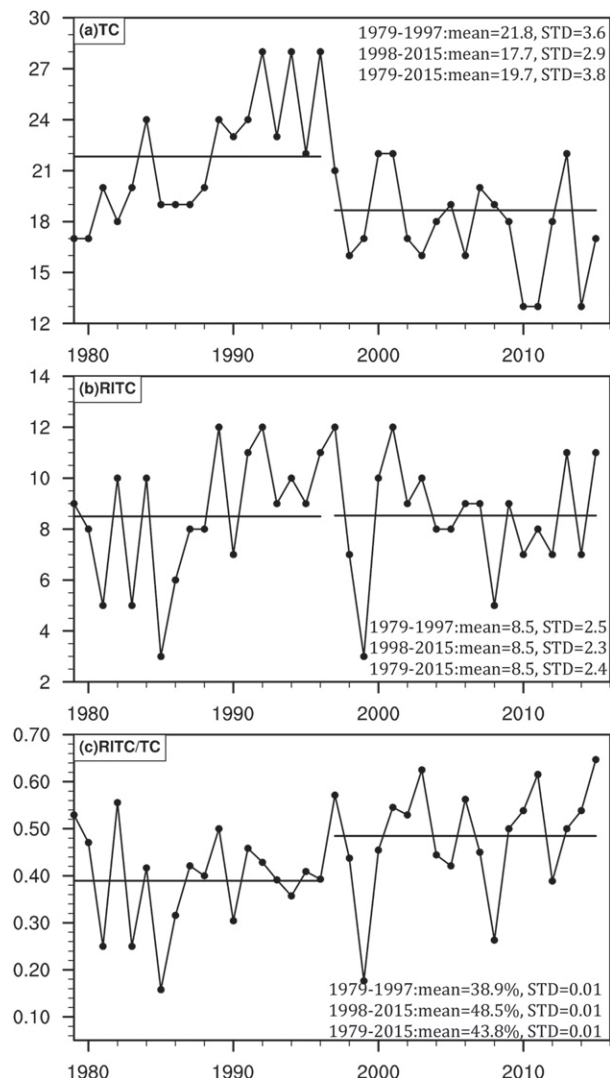 (a)TC
1979-1997:mean=21.8, STD=3.6
1998-2015:mean=17.7, STD=2.9
1979-2015:mean=19.7, STD=3.8
30
27
24
21
18
15
12
1980 1990 2000 2010
(b)RITC
14
12
10
8
6
4
2
1979-1997:mean=8.5, STD=2.5
1998-2015:mean=8.5, STD=2.3
1979-2015:mean=8.5, STD=2.4
1980 1990 2000 2010
(c)RITC/TC
0.70
0.50
0.40
0.30
0.20
0.10
1979-1997:mean=38.9%, STD=0.01
1998-2015:mean=48.5%, STD=0.01
1979-2015:mean=43.8%, STD=0.01
1980 1990 2000 2010